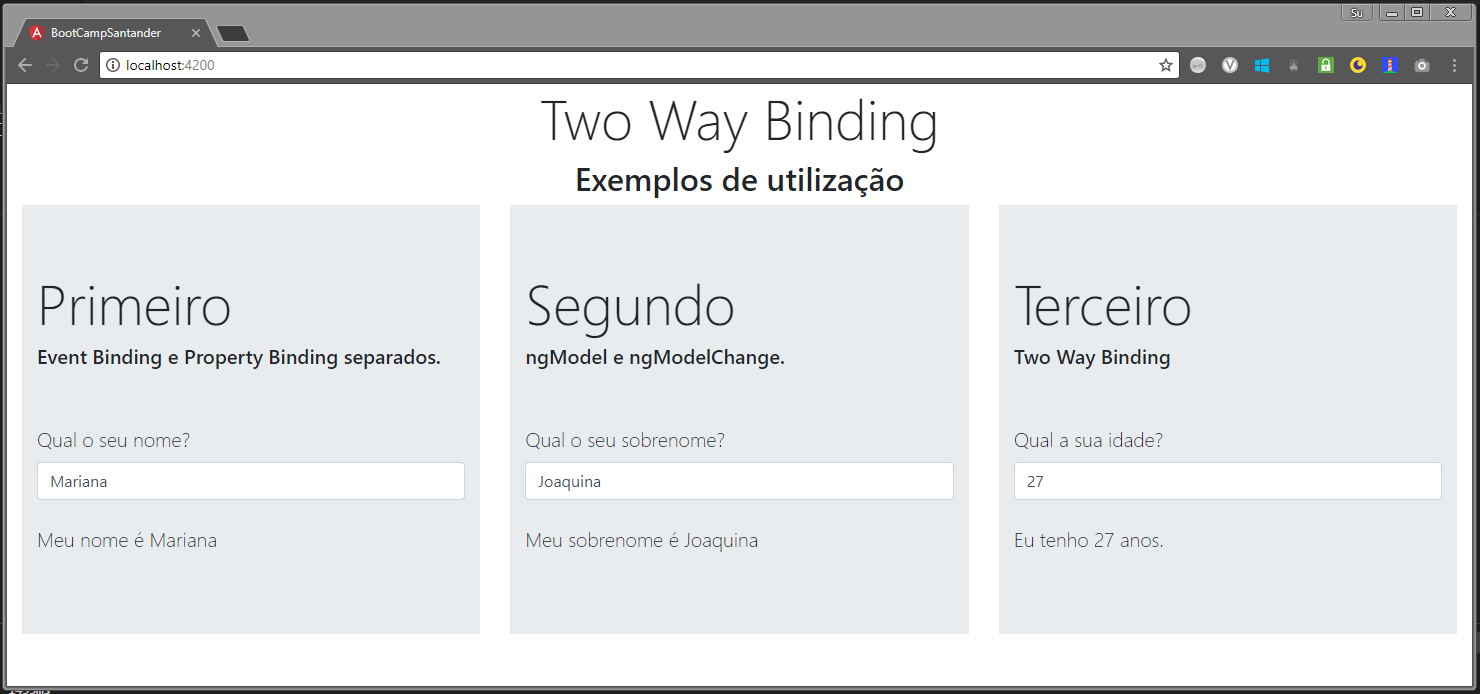 Su
BootCampSantander
localhost:4200
Two Way Binding
Exemplos de utilização
Primeiro
Event Binding e Property Binding separados.
Qual o seu nome?
Mariana
Meu nome é Mariana
Segundo
ngModel e ngModelChange.
Qual o seu sobrenome?
Joaquina
Meu sobrenome é Joaquina
Terceiro
Two Way Binding
Qual a sua idade?
27
Eu tenho 27 anos.